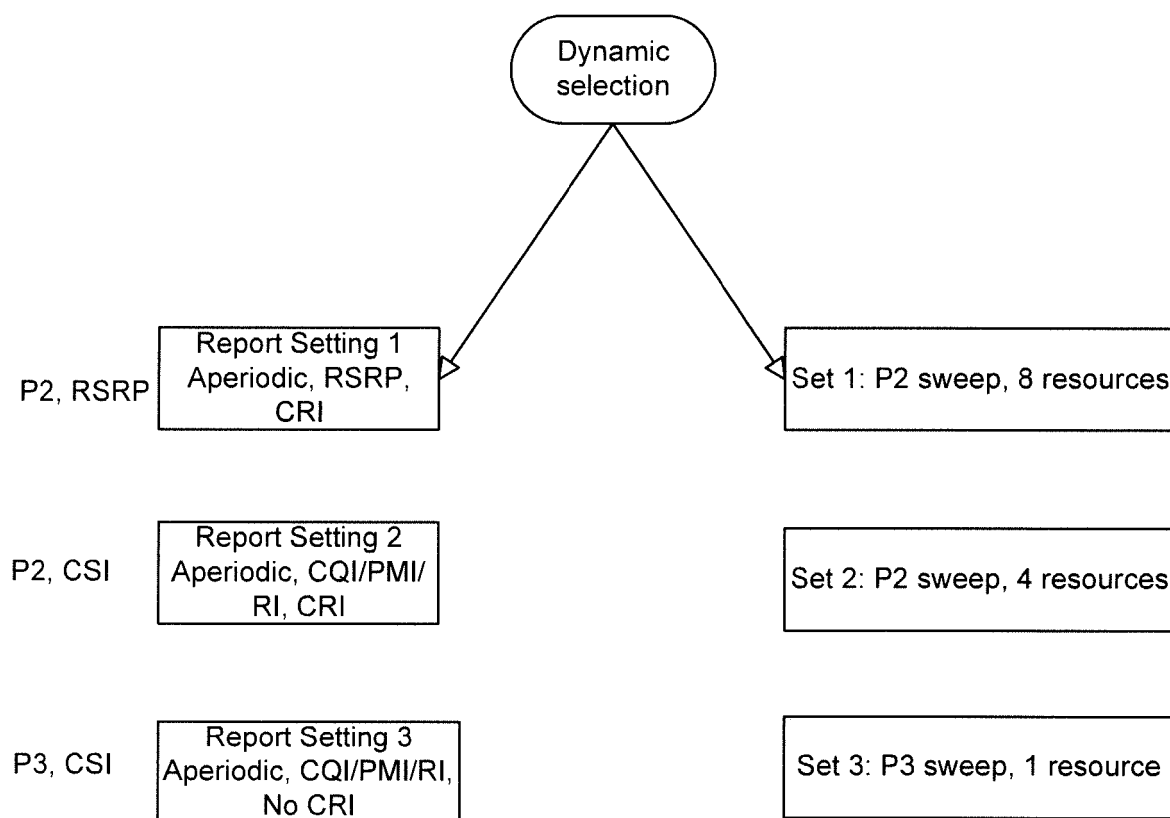 Dynamic
selection
P2, RSRP
Report Setting 1
Aperiodic, RSRP,
CRI
Set 1: P2 sweep, 8 resources
P2, CSI
Report Setting 2
Aperiodic, CQI/PMI/
RI, CRI
Set 2: P2 sweep, 4 resources
P3, CSI
Report Setting 3
Aperiodic, CQI/PMI/RI,
No CRI
Set 3: P3 sweep, 1 resource